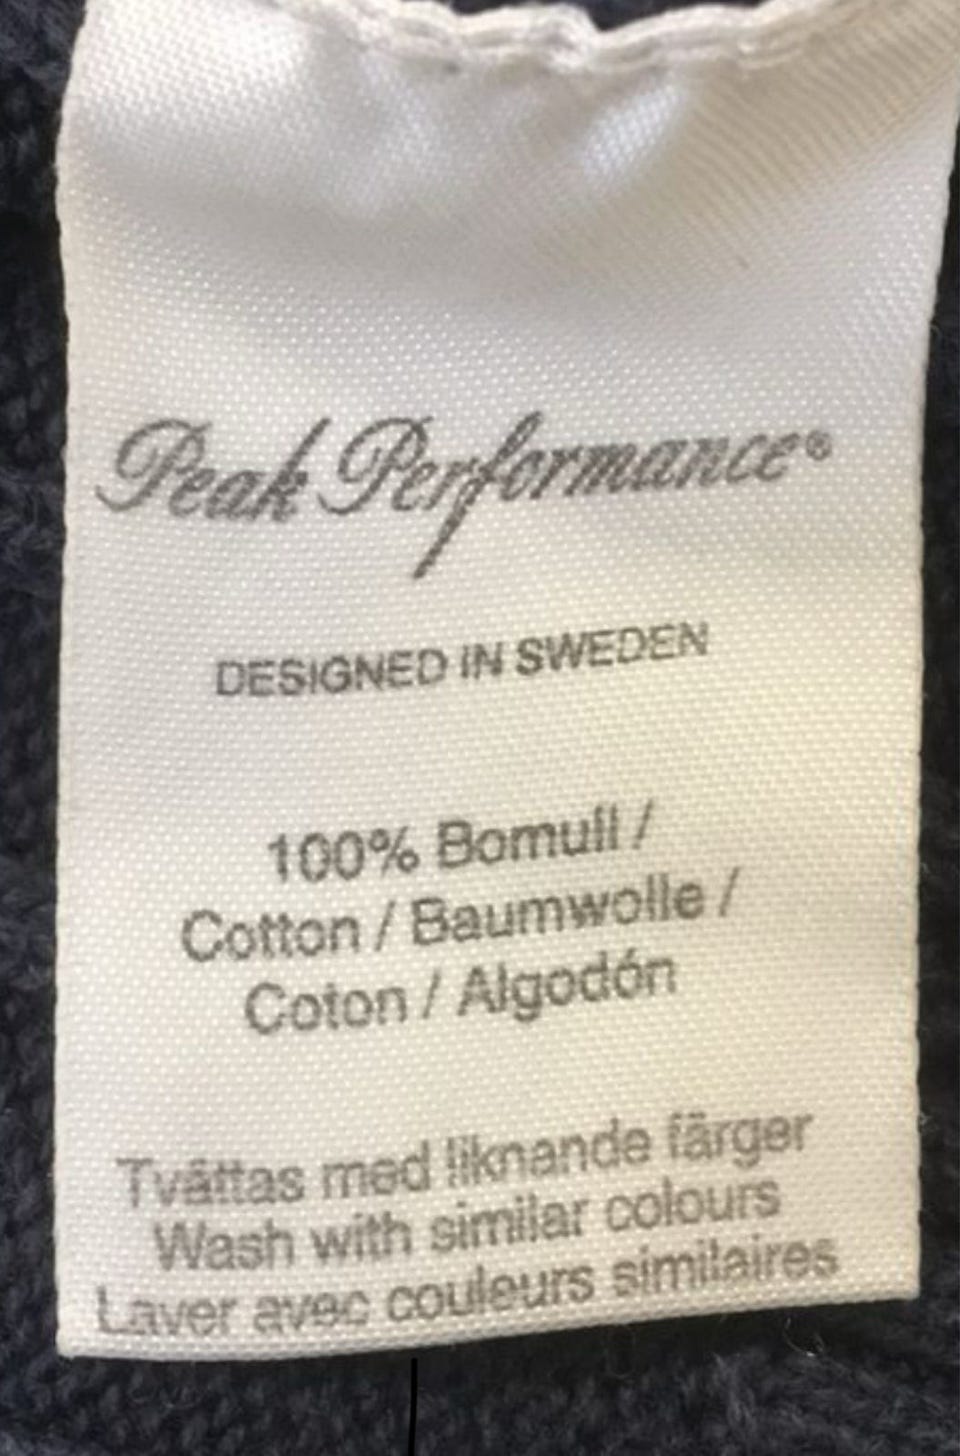 Peak Performance®
DESIGNED IN SWEDEN
100% Bomull /
Cotton / Baumwolle /
Coton / Algodón
Tvättas med liknande färger
Wash with similar colours
Laver avec couleurs similaires